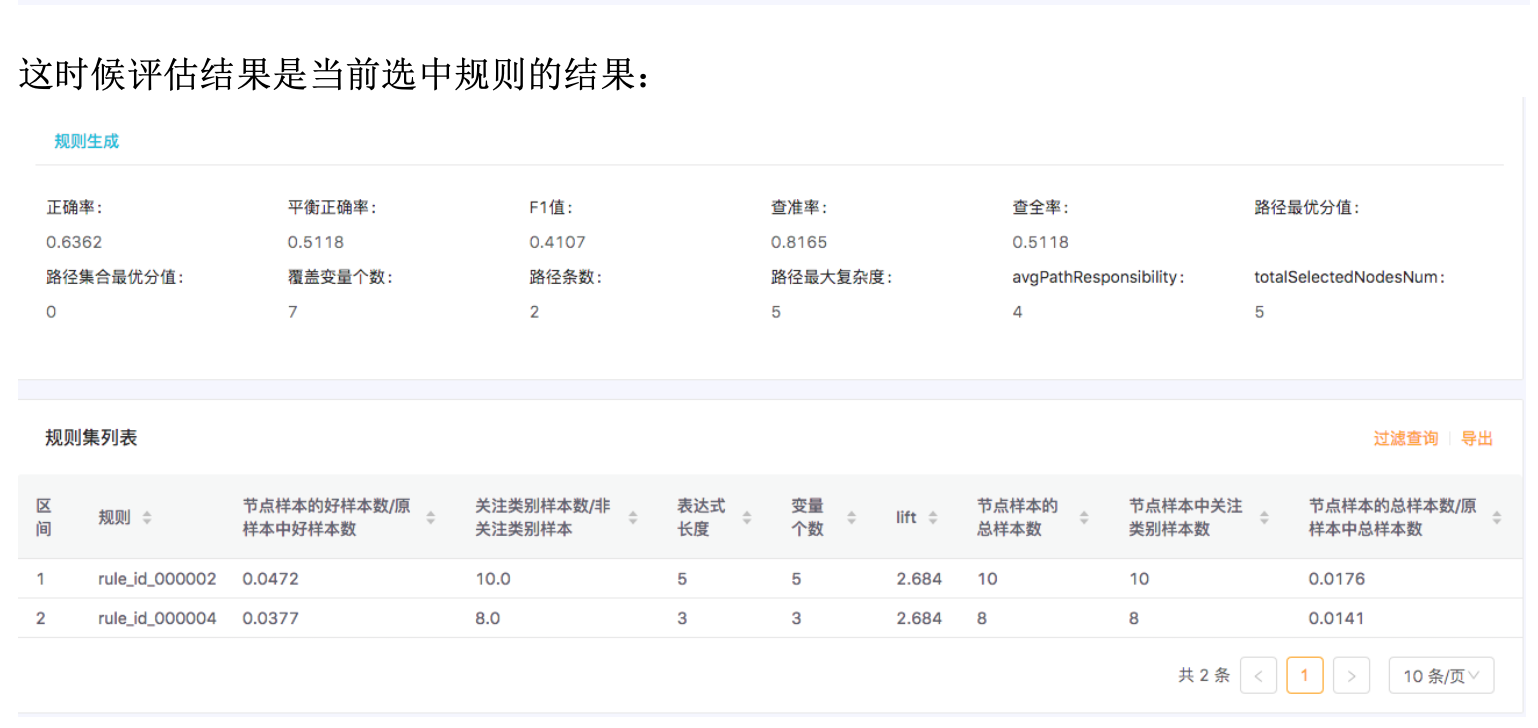 这时候评估结果是当前选中规则的结果：
规则生成
正确率： 平衡正确率： F1值： 查准率： 查全率： 路径最优分值：
0.6362 0.5118 0.4107 0.8165 0.5118
路径集合最优分值： 覆盖变量个数： 路径条数： 路径最大复杂度： avgPathResponsibility： totalSelectedNodesNum：
0 7 2 5 4 5
规则集列表 过滤查询 导出
区 节点样本的好样本数/原 关注类别样本数/非 表达式 变量 节点样本的 节点样本中关注 节点样本的总样本数/原
规则 lift
间 样本中好样本数 关注类别样本 长度 个数 总样本数 类别样本数 样本中总样本数
1 rule_id_000002 0.0472 10.0 5 5 2.684 10 10 0.0176
2 rule_id_000004 0.0377 8.0 3 3 2.684 8 8 0.0141
共 2 条 < 1 > 10 条/页